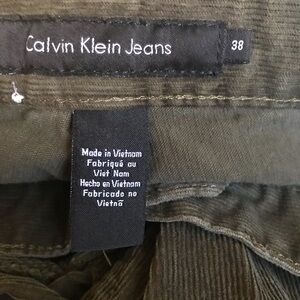 Calvin Klein Jeans
38
Made in Vietnam
Fabriqué au
Viet Nam
Hecho en Vietnam
Fabricado no
Vietnã